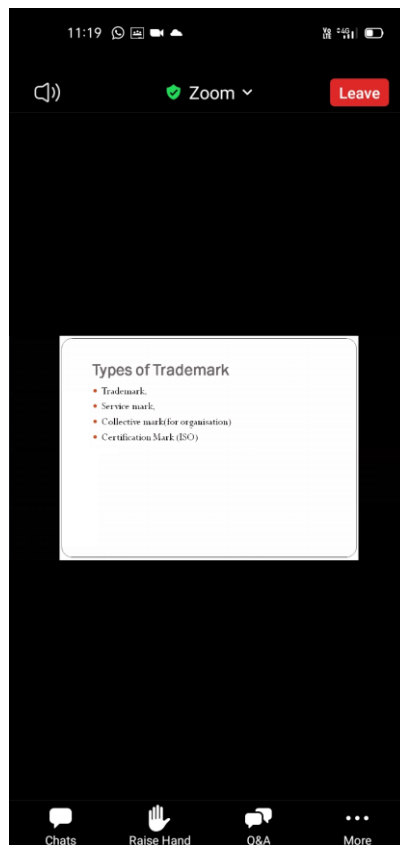 11:19
Zoom
Leave
Types of Trademark
Trademark,
Service mark,
Collective mark(for organisation)
Certification Mark (ISO)
Chats
Raise Hand
Q&A
More